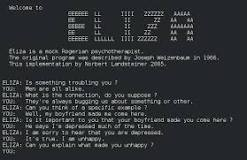 Welcome to
EEEEEE LL IIII ZZZZZZ AAAAA
EE LL II ZZ AA AA
EEEEE LL II ZZZ AAAAAAA
EE LL II ZZ AA AA
EEEEEE LLLLLL IIII ZZZZZZ AA AA
Eliza is a mock Rogerian psychotherapist.
The original program was described by Joseph Weizenbaum in 1966.
This implementation by Norbert Landsteiner 2005.
ELIZA: Is something troubling you ?
YOU: Men are all alike.
ELIZA: What is the connection, do you suppose ?
YOU: They're always bugging us about something or other.
ELIZA: Can you think of a specific example ?
YOU: Well, my boyfriend made me come here.
ELIZA: Is it important to you that your boyfriend made you come here ?
YOU: He says I'm depressed much of the time.
ELIZA: I am sorry to hear that you are depressed.
YOU: It's true. I am unhappy.
ELIZA: Can you explain what made you unhappy ?
YOU: